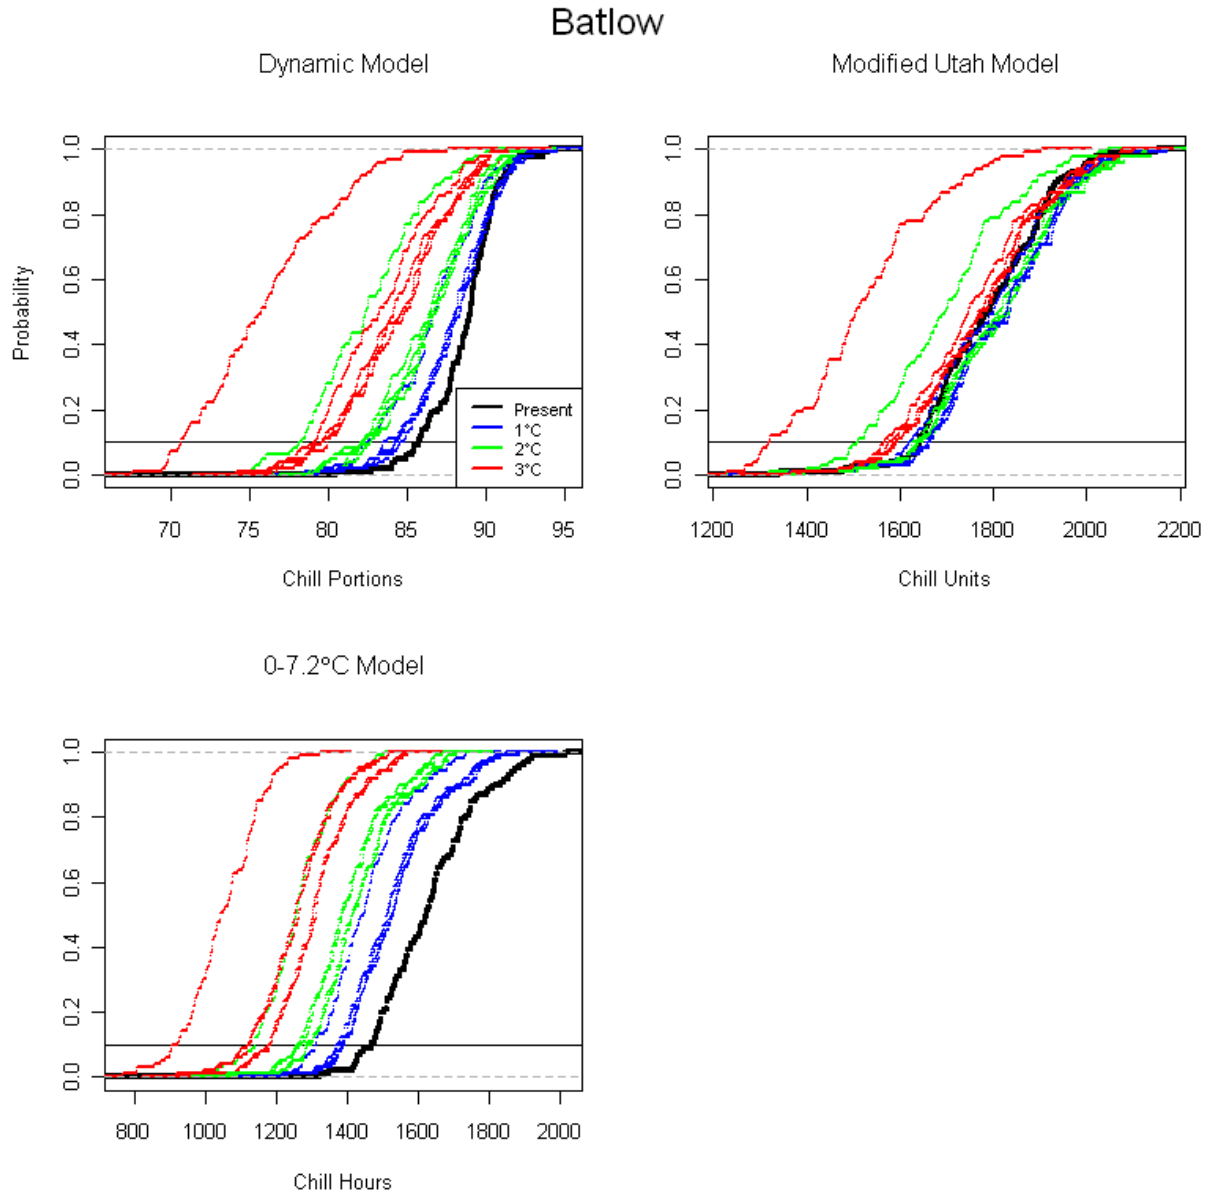 Batlow
Dynamic Model
Modified Utah Model
Probability
0.0 0.2 0.4 0.6 0.8 1.0
Present
1°C
2°C
3°C
70 75 80 85 90 95
Chill Portions
0.0 0.2 0.4 0.6 0.8 1.0
1200 1400 1600 1800 2000 2200
Chill Units
0-7.2°C Model
0.0 0.2 0.4 0.6 0.8 1.0
800 1000 1200 1400 1600 1800 2000
Chill Hours